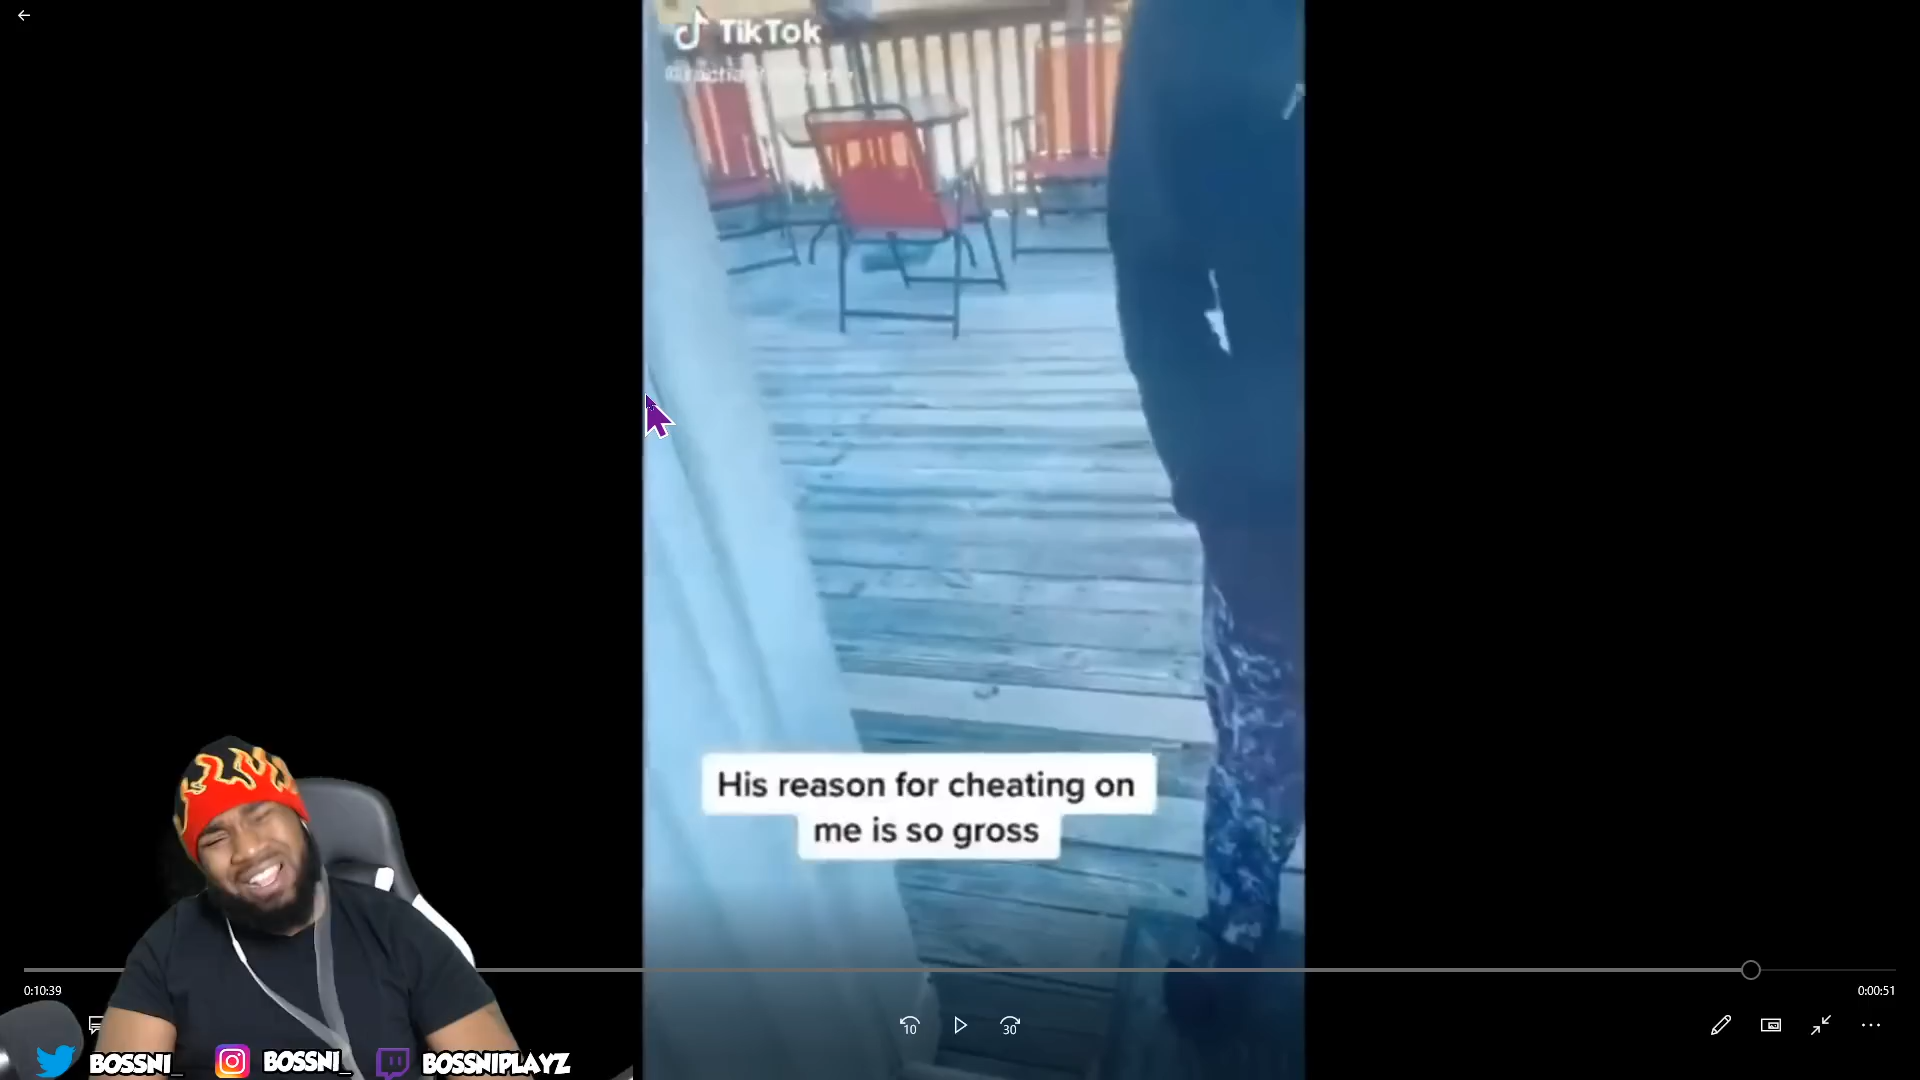 TikTok
His reason for cheating on
me is so gross
0:10:39
0:00:51
10
30
BOSSNI_
BOSSNI_
BOSSNIPLAYZ